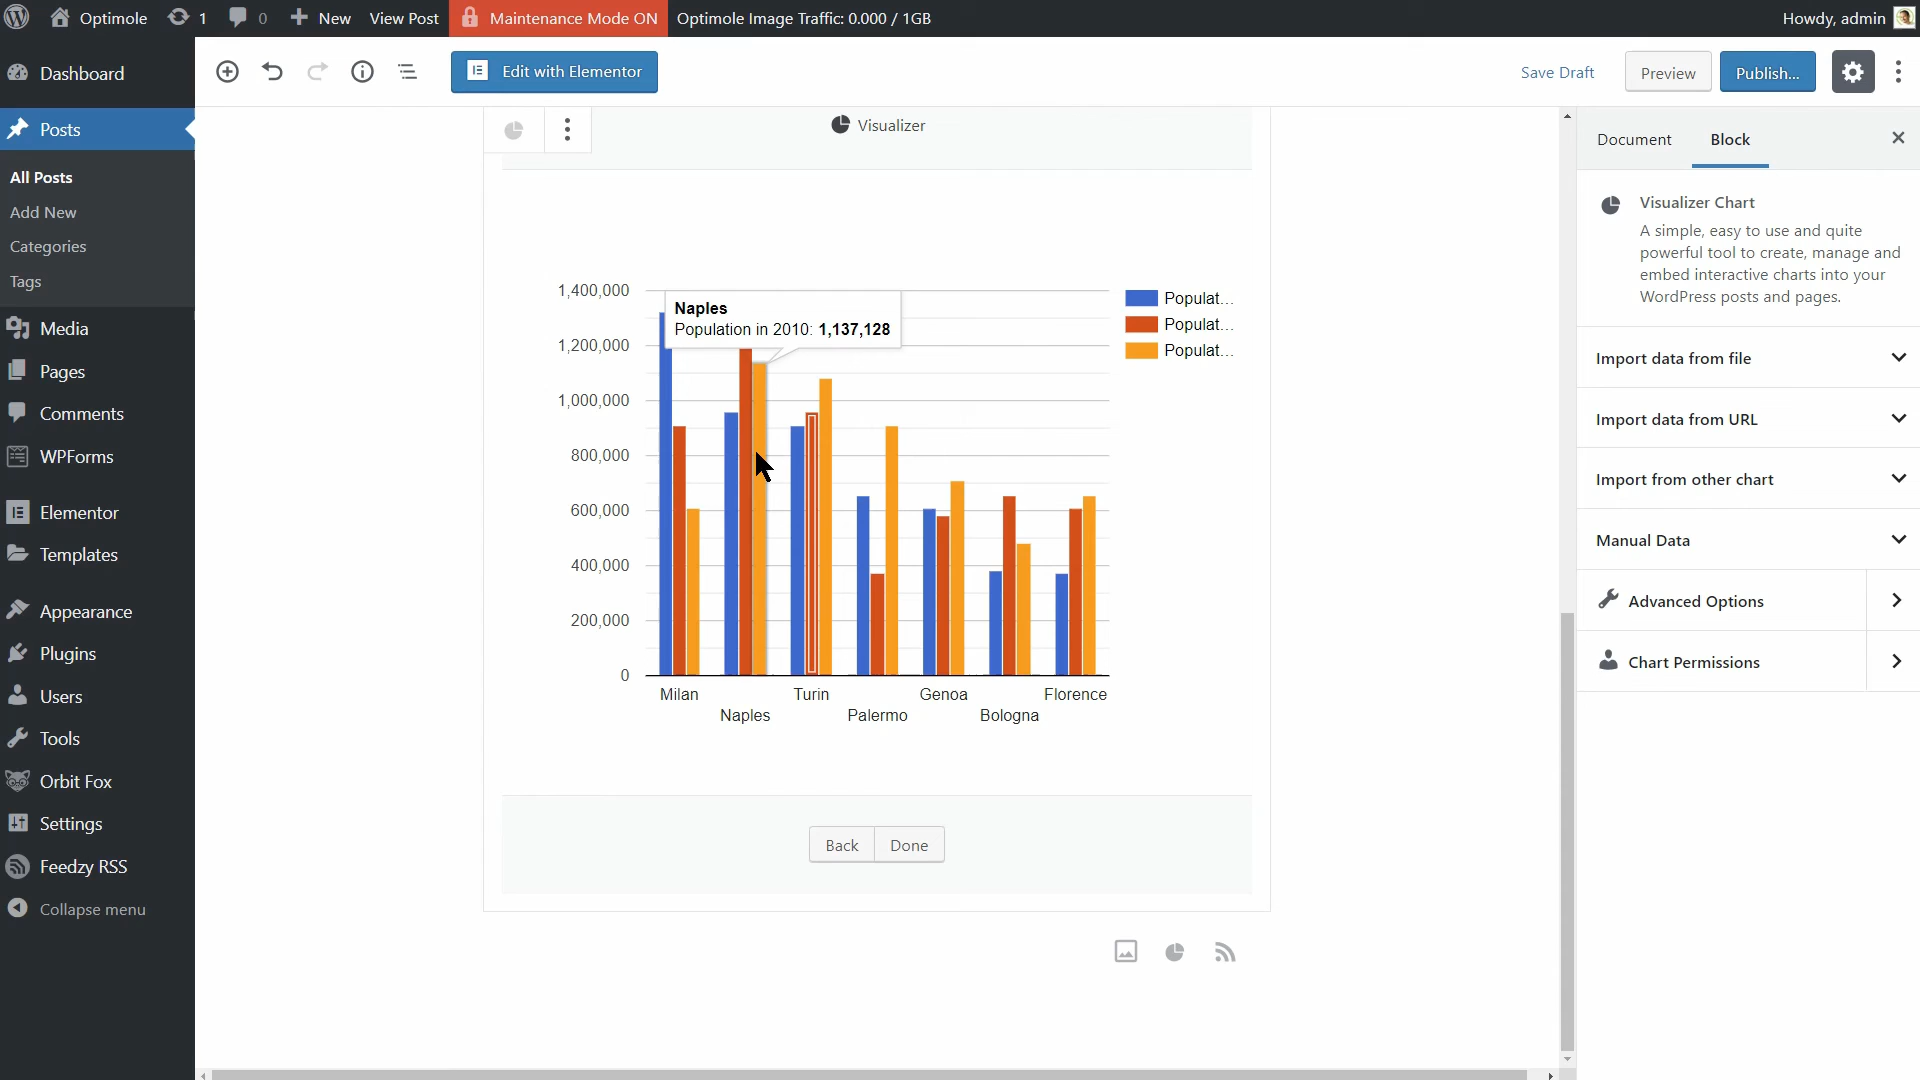 Optimole 1 0 New View Post Maintenance Mode ON Optimole Image Traffic: 0.000 / 1GB Howdy, admin
Edit with Elementor Save Draft Preview Publish...
Dashboard
Posts
All Posts
Add New
Categories
Tags
Media
Pages
Comments
WPForms
Elementor
Templates
Appearance
Plugins
Users
Tools
Orbit Fox
Settings
Feedzy RSS
Collapse menu
Visualizer
1,400,000
1,200,000
1,000,000
800,000
600,000
400,000
200,000
0
Naples
Population in 2010: 1,137,128
Populat...
Populat...
Populat...
Milan Turin Genoa Florence
Naples Palermo Bologna
Back Done
Document Block
Visualizer Chart
A simple, easy to use and quite
powerful tool to create, manage and
embed interactive charts into your
WordPress posts and pages.
Import data from file
Import data from URL
Import from other chart
Manual Data
Advanced Options
Chart Permissions